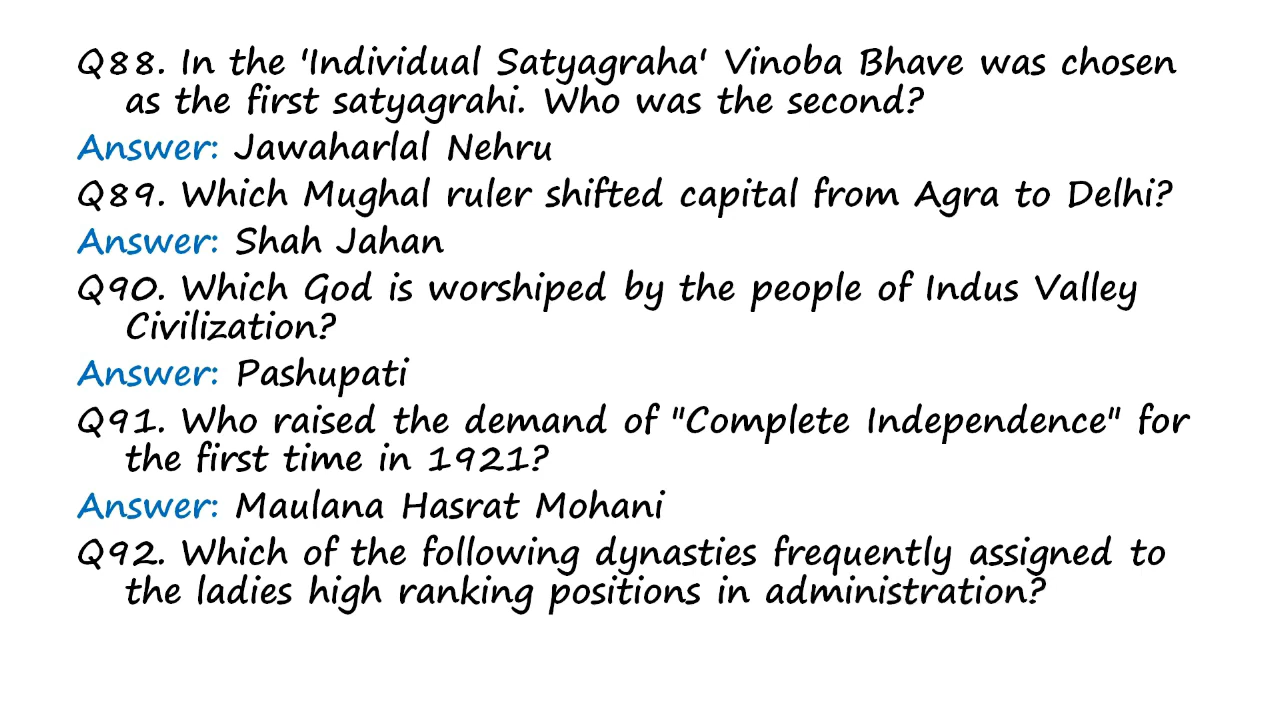 Q88. In the 'Individual Satyagraha' Vinoba Bhave was chosen
as the first satyagrahi. Who was the second?
Answer: Jawaharlal Nehru
Q89. Which Mughal ruler shifted capital from Agra to Delhi?
Answer: Shah Jahan
Q90. Which God is worshiped by the people of Indus Valley
Civilization?
Answer: Pashupati
Q91. Who raised the demand of "Complete Independence" for
the first time in 1921?
Answer: Maulana Hasrat Mohani
Q92. Which of the following dynasties frequently assigned to
the ladies high ranking positions in administration?